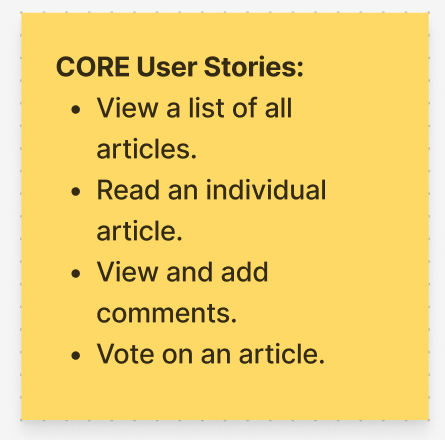 CORE User Stories:
• View a list of all
articles.
• Read an individual
article.
• View and add
comments.
• Vote on an article.